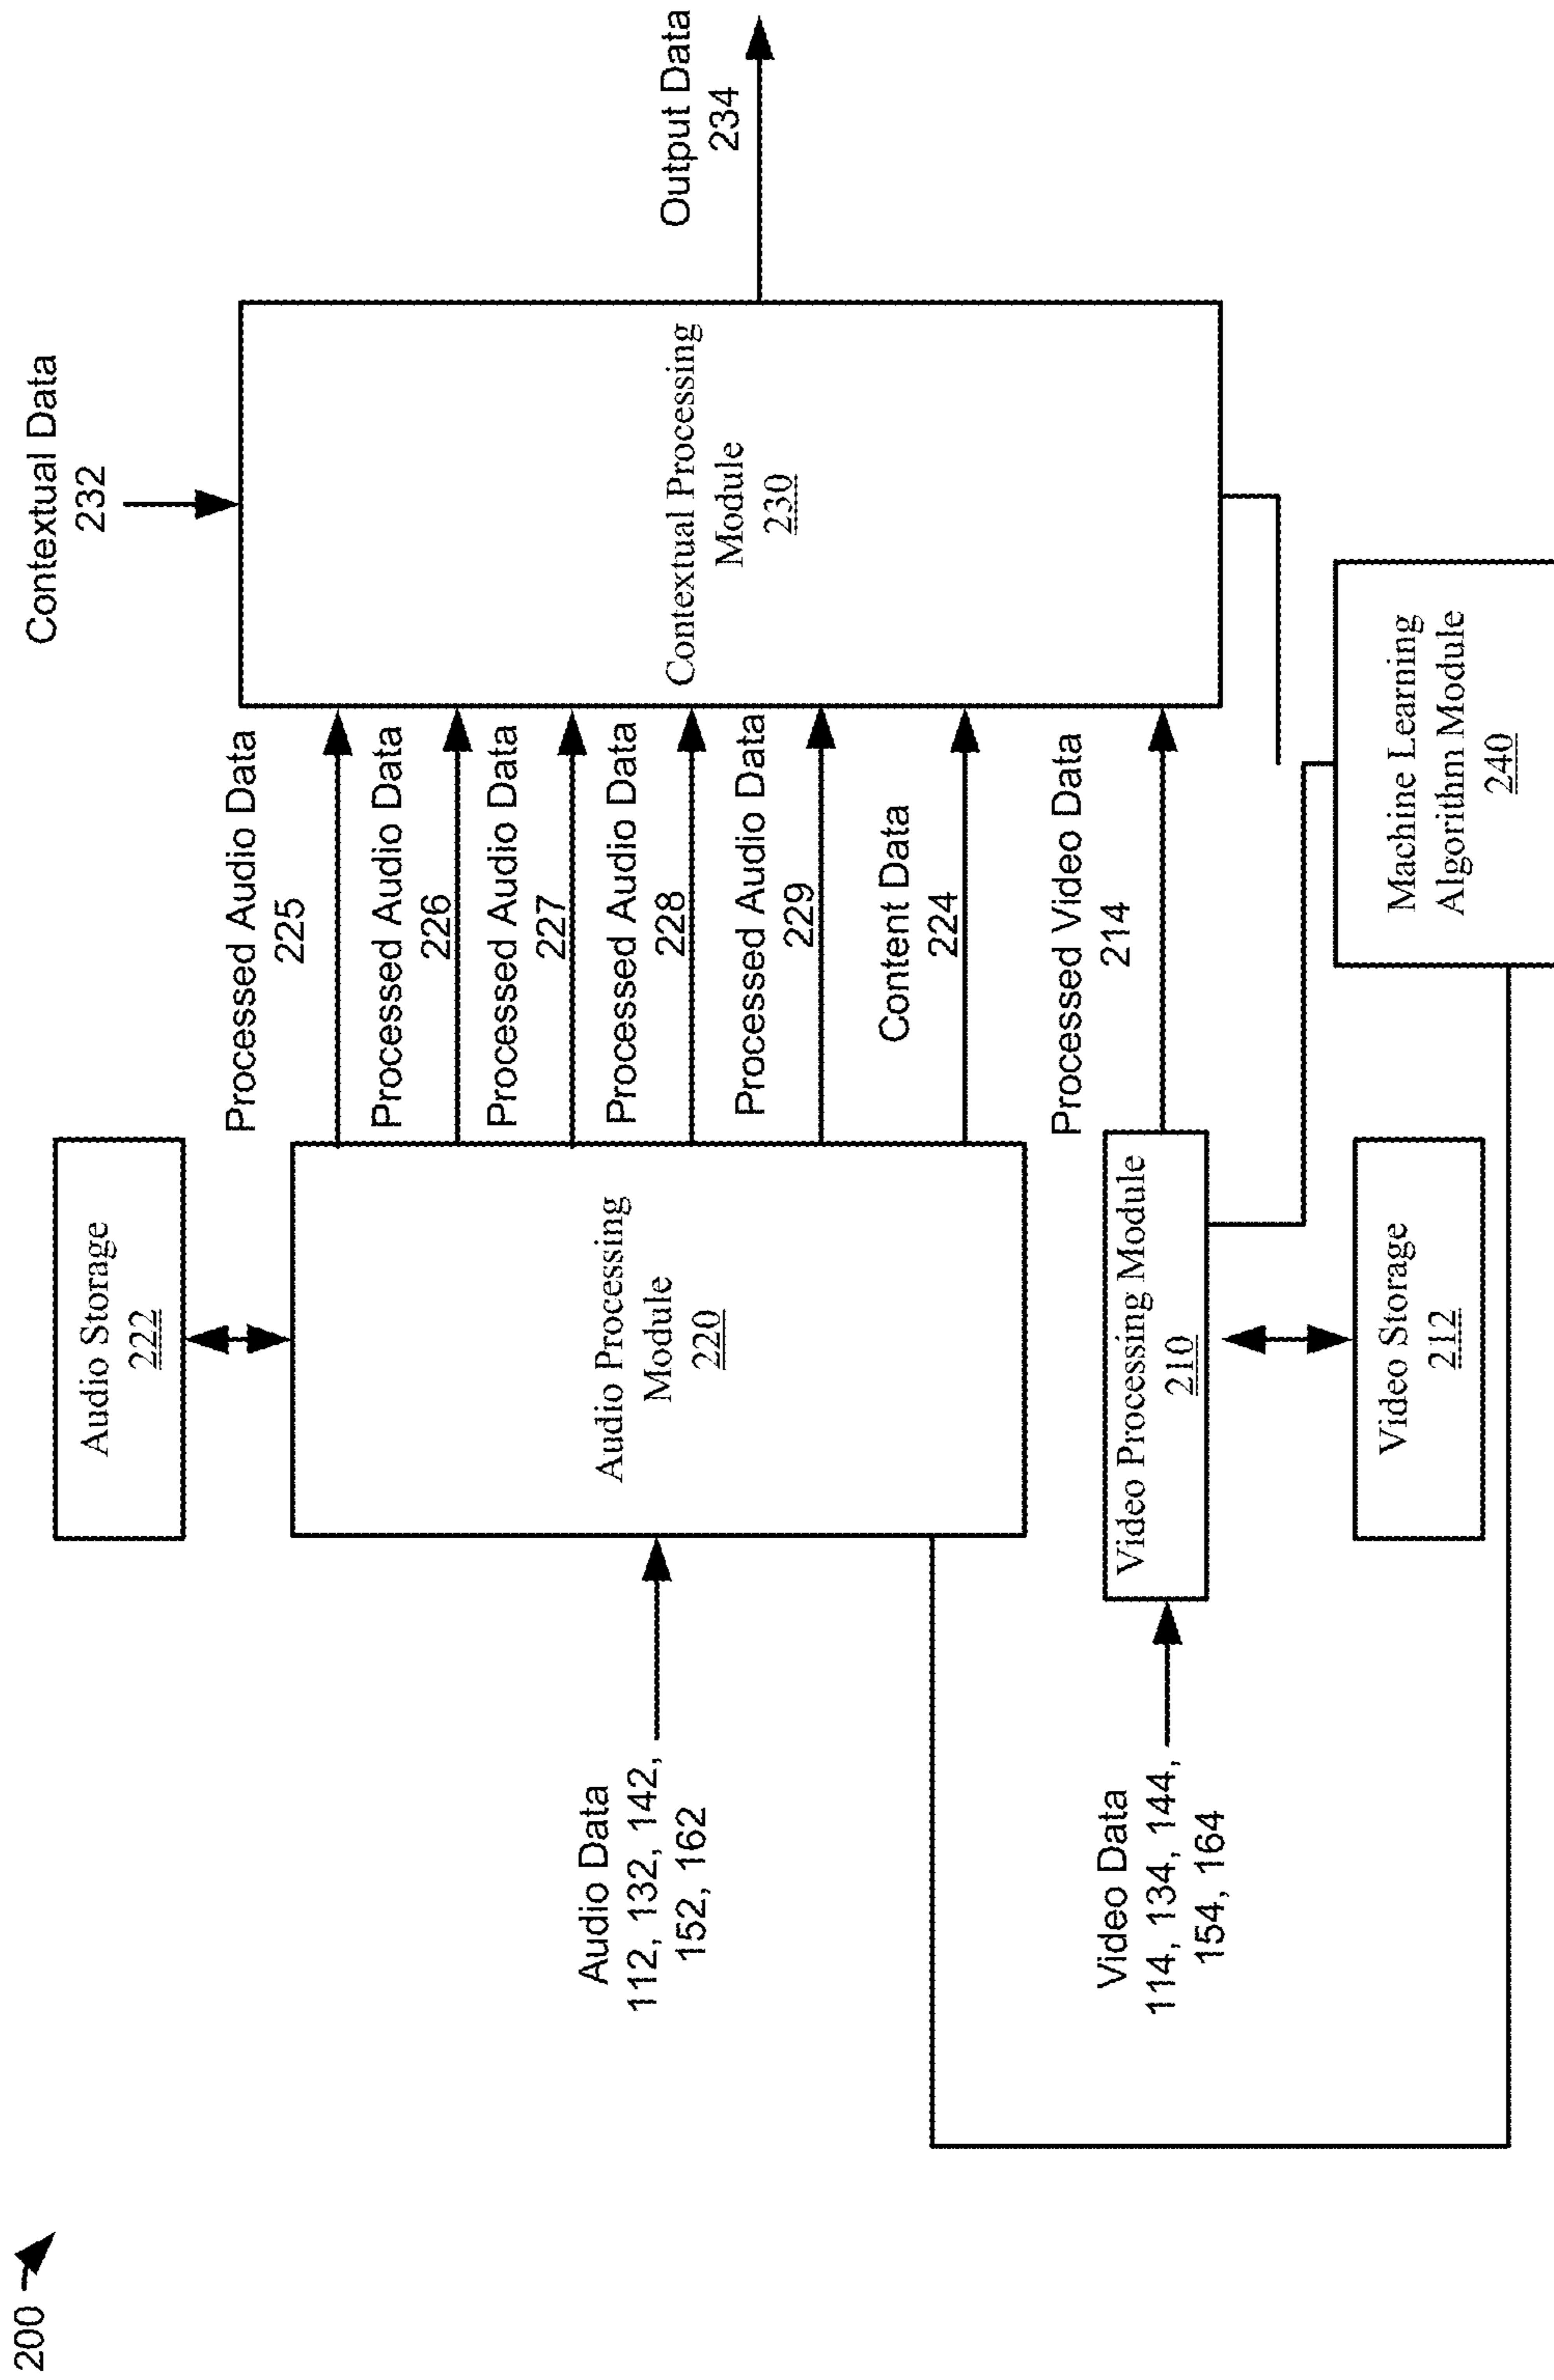 200
Contextual Data
232
Audio Storage
222
Processed Audio Data
225
Processed Audio Data
226
Processed Audio Data
227
Processed Audio Data
228
Processed Audio Data
229
Content Data
224
Audio Processing
Module
220
Contextual Processing
Module
230
Output Data
234
Audio Data
112, 132, 142,
152, 162
Processed Video Data
214
Video Processing Module
210
Video Data
114, 134, 144,
154, 164
Video Storage
212
Machine Learning
Algorithm Module
240